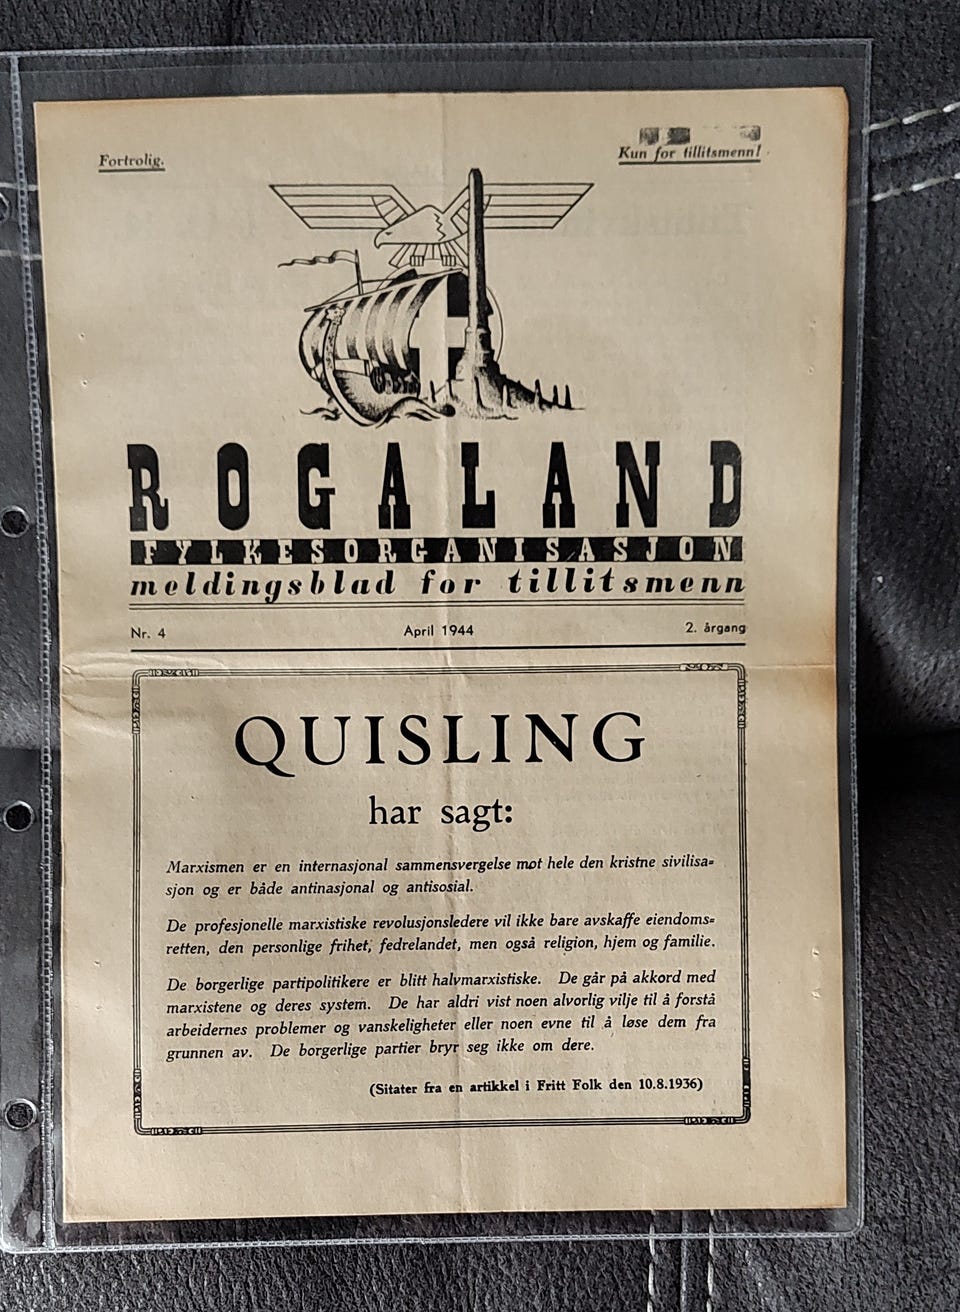 Fortrolig.
Kun for tillitsmenn!
ROGALAND
FYLKESORGANISASJON
meldingsblad for tillitsmenn
Nr. 4 April 1944 2. årgang
QUISLING
har sagt:
Marxismen er en internasjonal sammensvergelse mot hele den kristne sivilisa=
sjon og er både antinasjonal og antisosial.
De profesjonelle marxistiske revolusjonsledere vil ikke bare avskaffe eiendoms=
retten, den personlige frihet, fedrelandet, men også religion, hjem og familie.
De borgerlige partipolitikere er blitt halvmarxistiske. De går på akkord med
marxistene og deres system. De har aldri vist noen alvorlig vilje til å forstå
arbeidernes problemer og vanskeligheter eller noen evne til å løse dem fra
grunnen av. De borgerlige partier bryr seg ikke om dere.
(Sitater fra en artikkel i Fritt Folk den 10.8.1936)